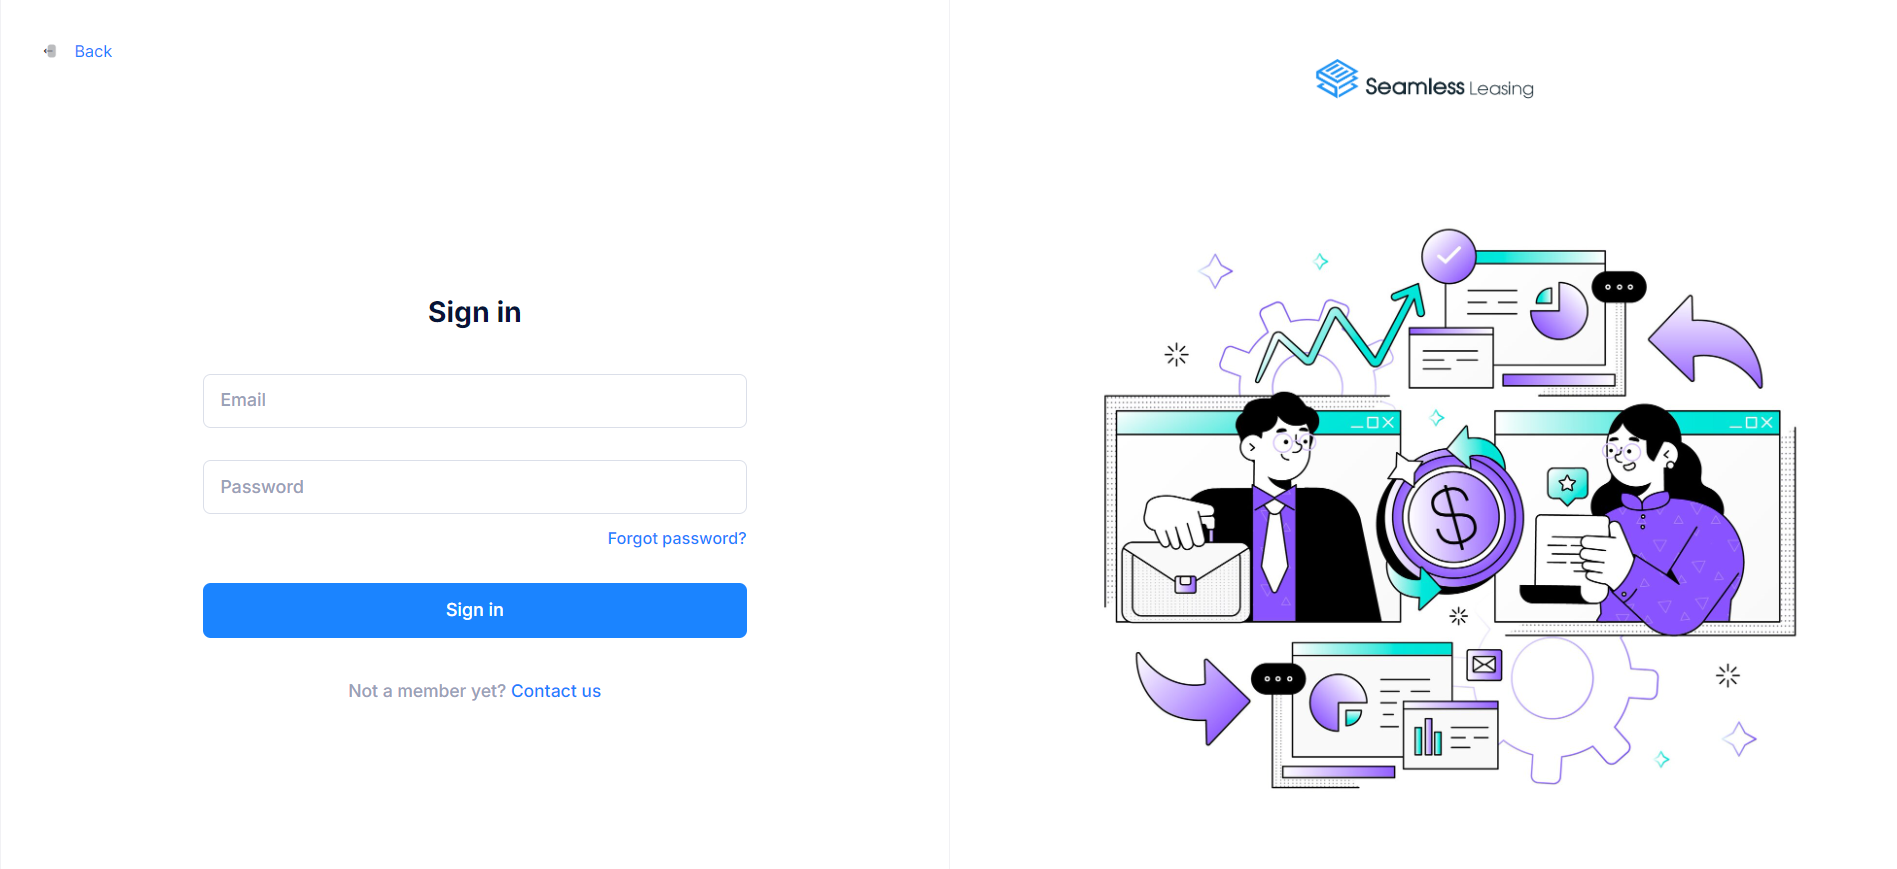 Back
Sign in
Email
Password
Forgot password?
Sign in
Not a member yet? Contact us
Seamless Leasing
$